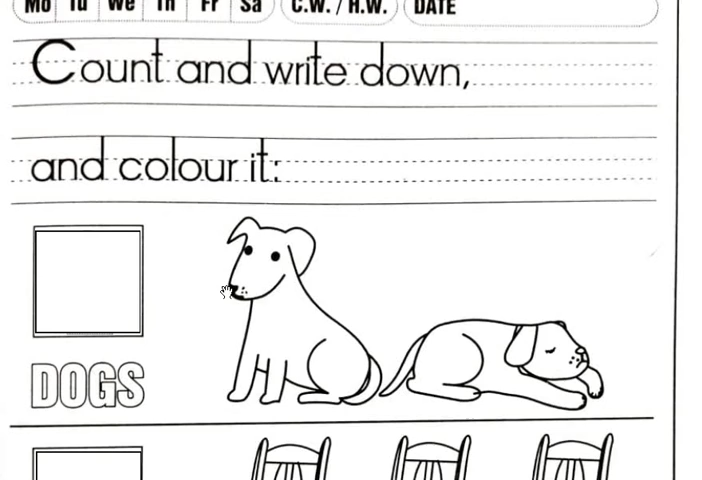 Mo Tu We Th Fr Sa C.W. / H.W. DATE
Count and write down,
and colour it:
DOGS